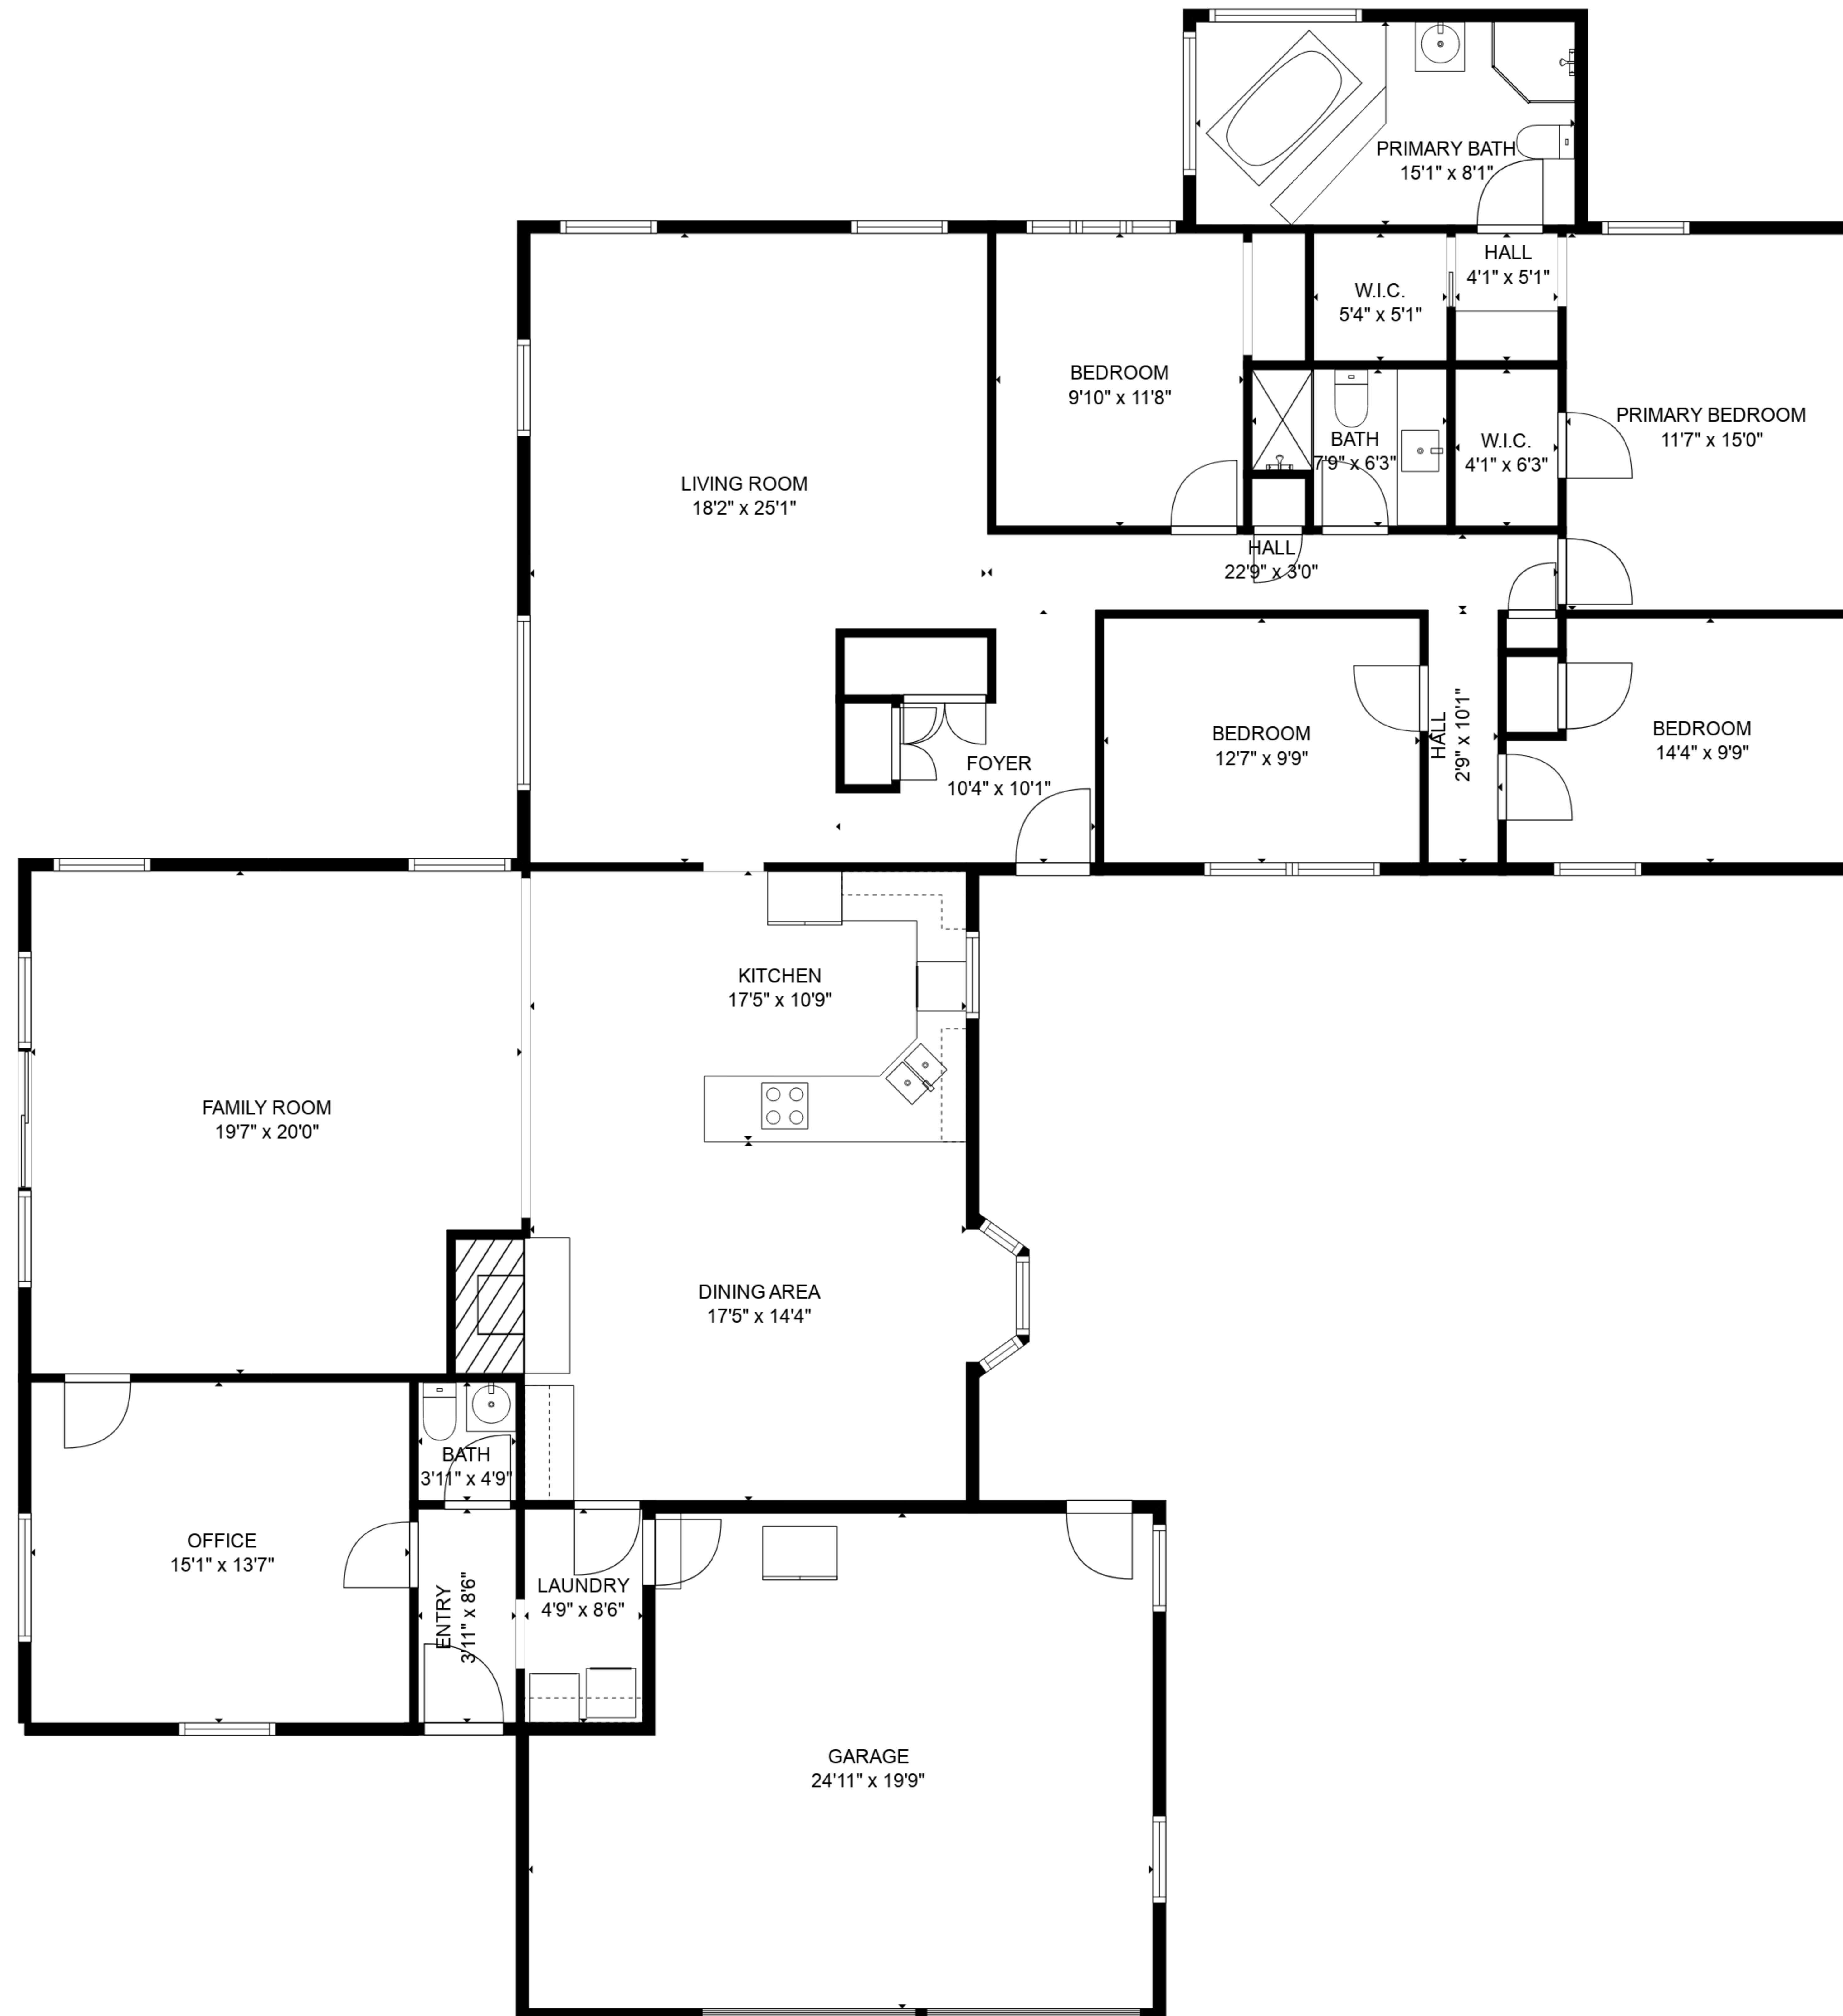 PRIMARY BATH
15'1" x 8'1"
HALL
4'1" x 5'1"
W.I.C.
5'4" x 5'1"
BEDROOM
9'10" x 11'8"
PRIMARY BEDROOM
11'7" x 15'0"
BATH
7'9" x 6'3"
W.I.C.
4'1" x 6'3"
LIVING ROOM
18'2" x 25'1"
HALL
22'9" x 3'0"
BEDROOM
12'7" x 9'9"
HALL
2'9" x 10'1"
BEDROOM
14'4" x 9'9"
FOYER
10'4" x 10'1"
KITCHEN
17'5" x 10'9"
FAMILY ROOM
19'7" x 20'0"
DINING AREA
17'5" x 14'4"
BATH
3'11" x 4'9"
OFFICE
15'1" x 13'7"
ENTRY
3'11" x 8'6"
LAUNDRY
4'9" x 8'6"
GARAGE
24'11" x 19'9"